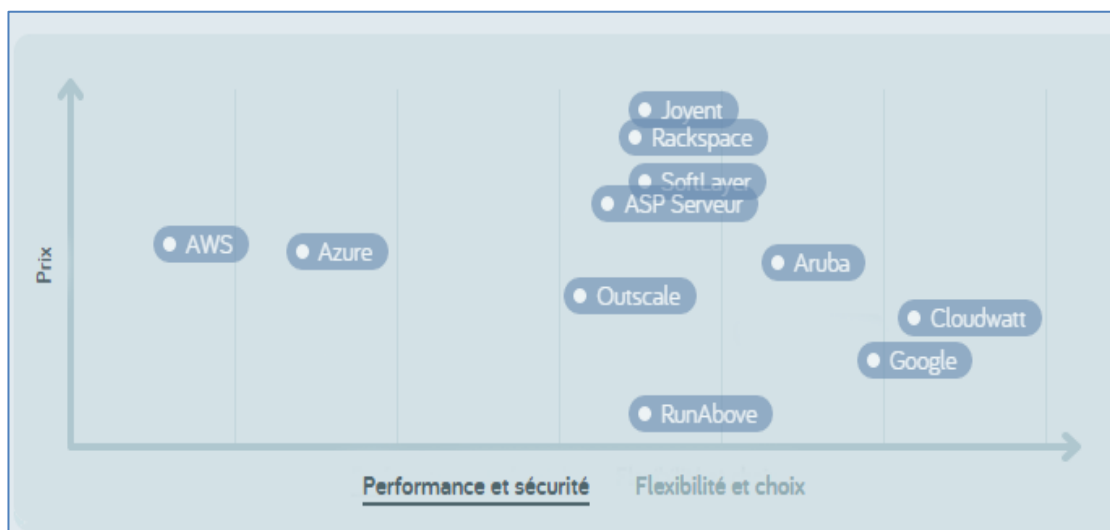 Joyent
Rackspace
SoftLayer
ASP Serveur
AWS
Azure
Aruba
Prix
Outscale
Cloudwatt
Google
RunAbove
Performance et sécurité
Flexibilité et choix